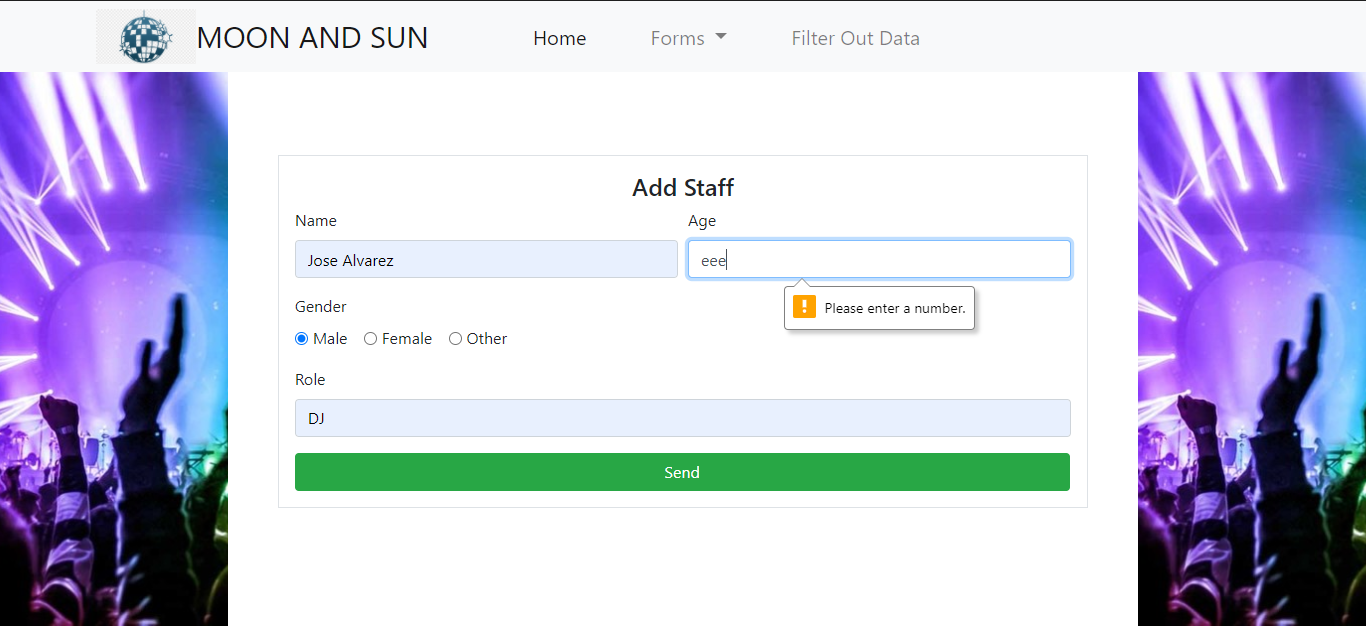 MOON AND SUN Home Forms Filter Out Data
Add Staff
Name Age
Jose Alvarez eee
! Please enter a number.
Gender
Male Female Other
Role
DJ
Send